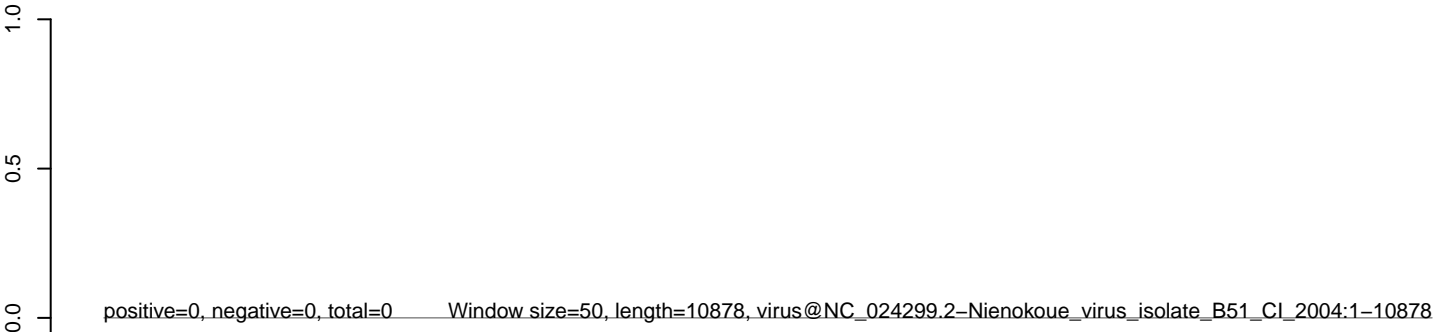 1.0
0.5
0.0
positive=0, negative=0, total=0 Window size=50, length=10878, virus@NC_024299.2−Nienokoue_virus_isolate_B51_CI_2004:1−10878